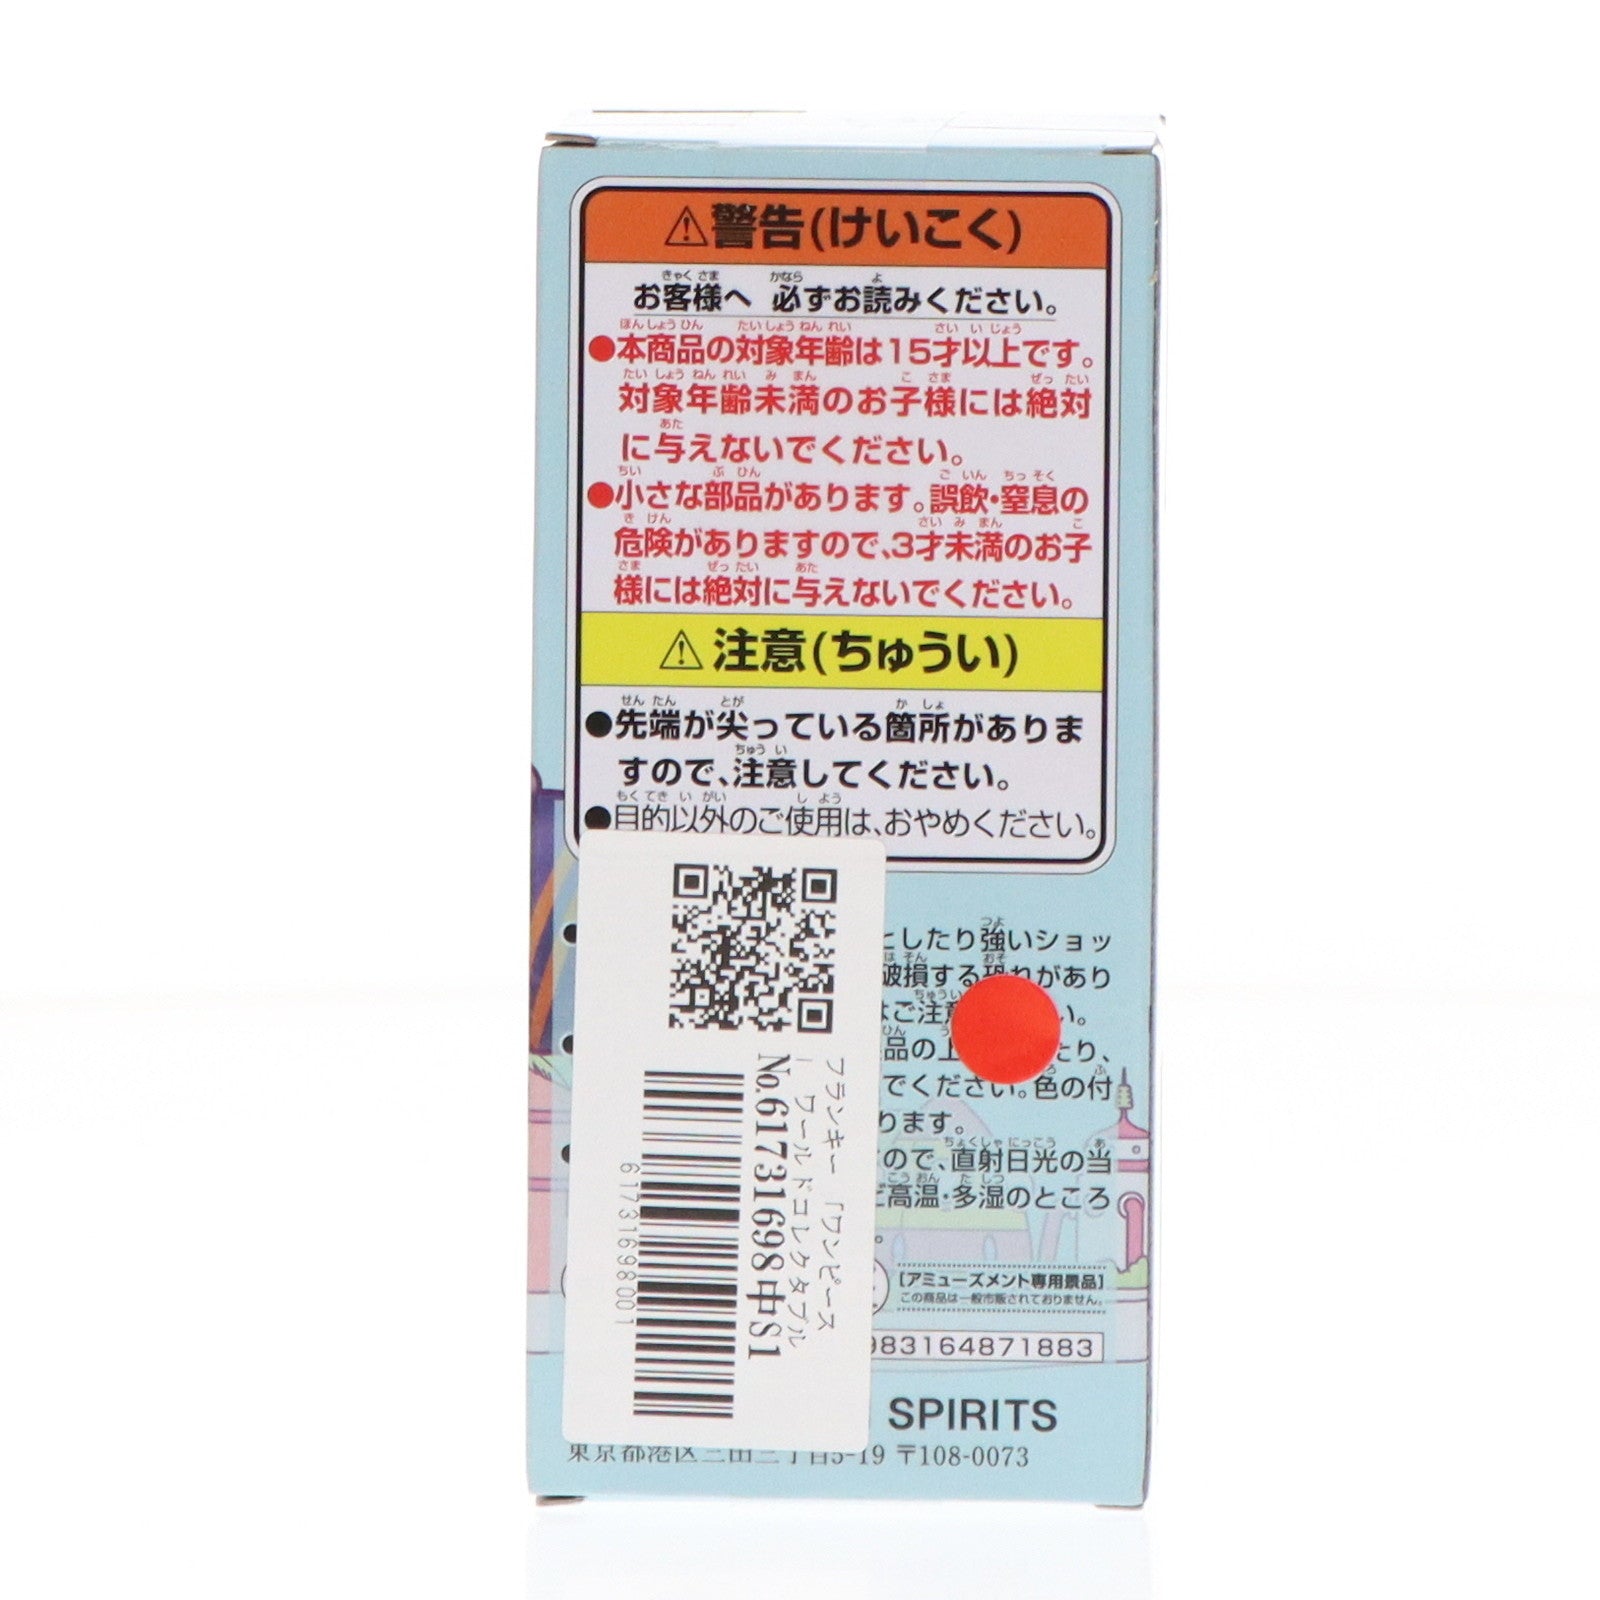 ⚠警告(けいこく)
お客様へ 必ずお読みください。
●本商品の対象年齢は15才以上です。
対象年齢未満のお子様には絶対
に与えないでください。
●小さな部品があります。誤飲・窒息の
危険がありますので、3才未満のお子
様には絶対に与えないでください。
⚠注意(ちゅうい)
●先端が尖っている箇所がありま
すので、注意してください。
●目的以外のご使用は、おやめください。
としたり強いショッ
破損する恐れがあり
はご注意 い。
品の上 たり、
でください。色の付
ります。
ので、直射日光の当
ど高温・多湿のところ
。
[アミューズメント専用景品]
この商品は一般市販されておりません。
983164871883
SPIRITS
東京都港区三田三丁目5-19 〒108-0073
フランキー 「ワンピース
ー ワールドコレクタブル
No.61731698中S1
617316980​01